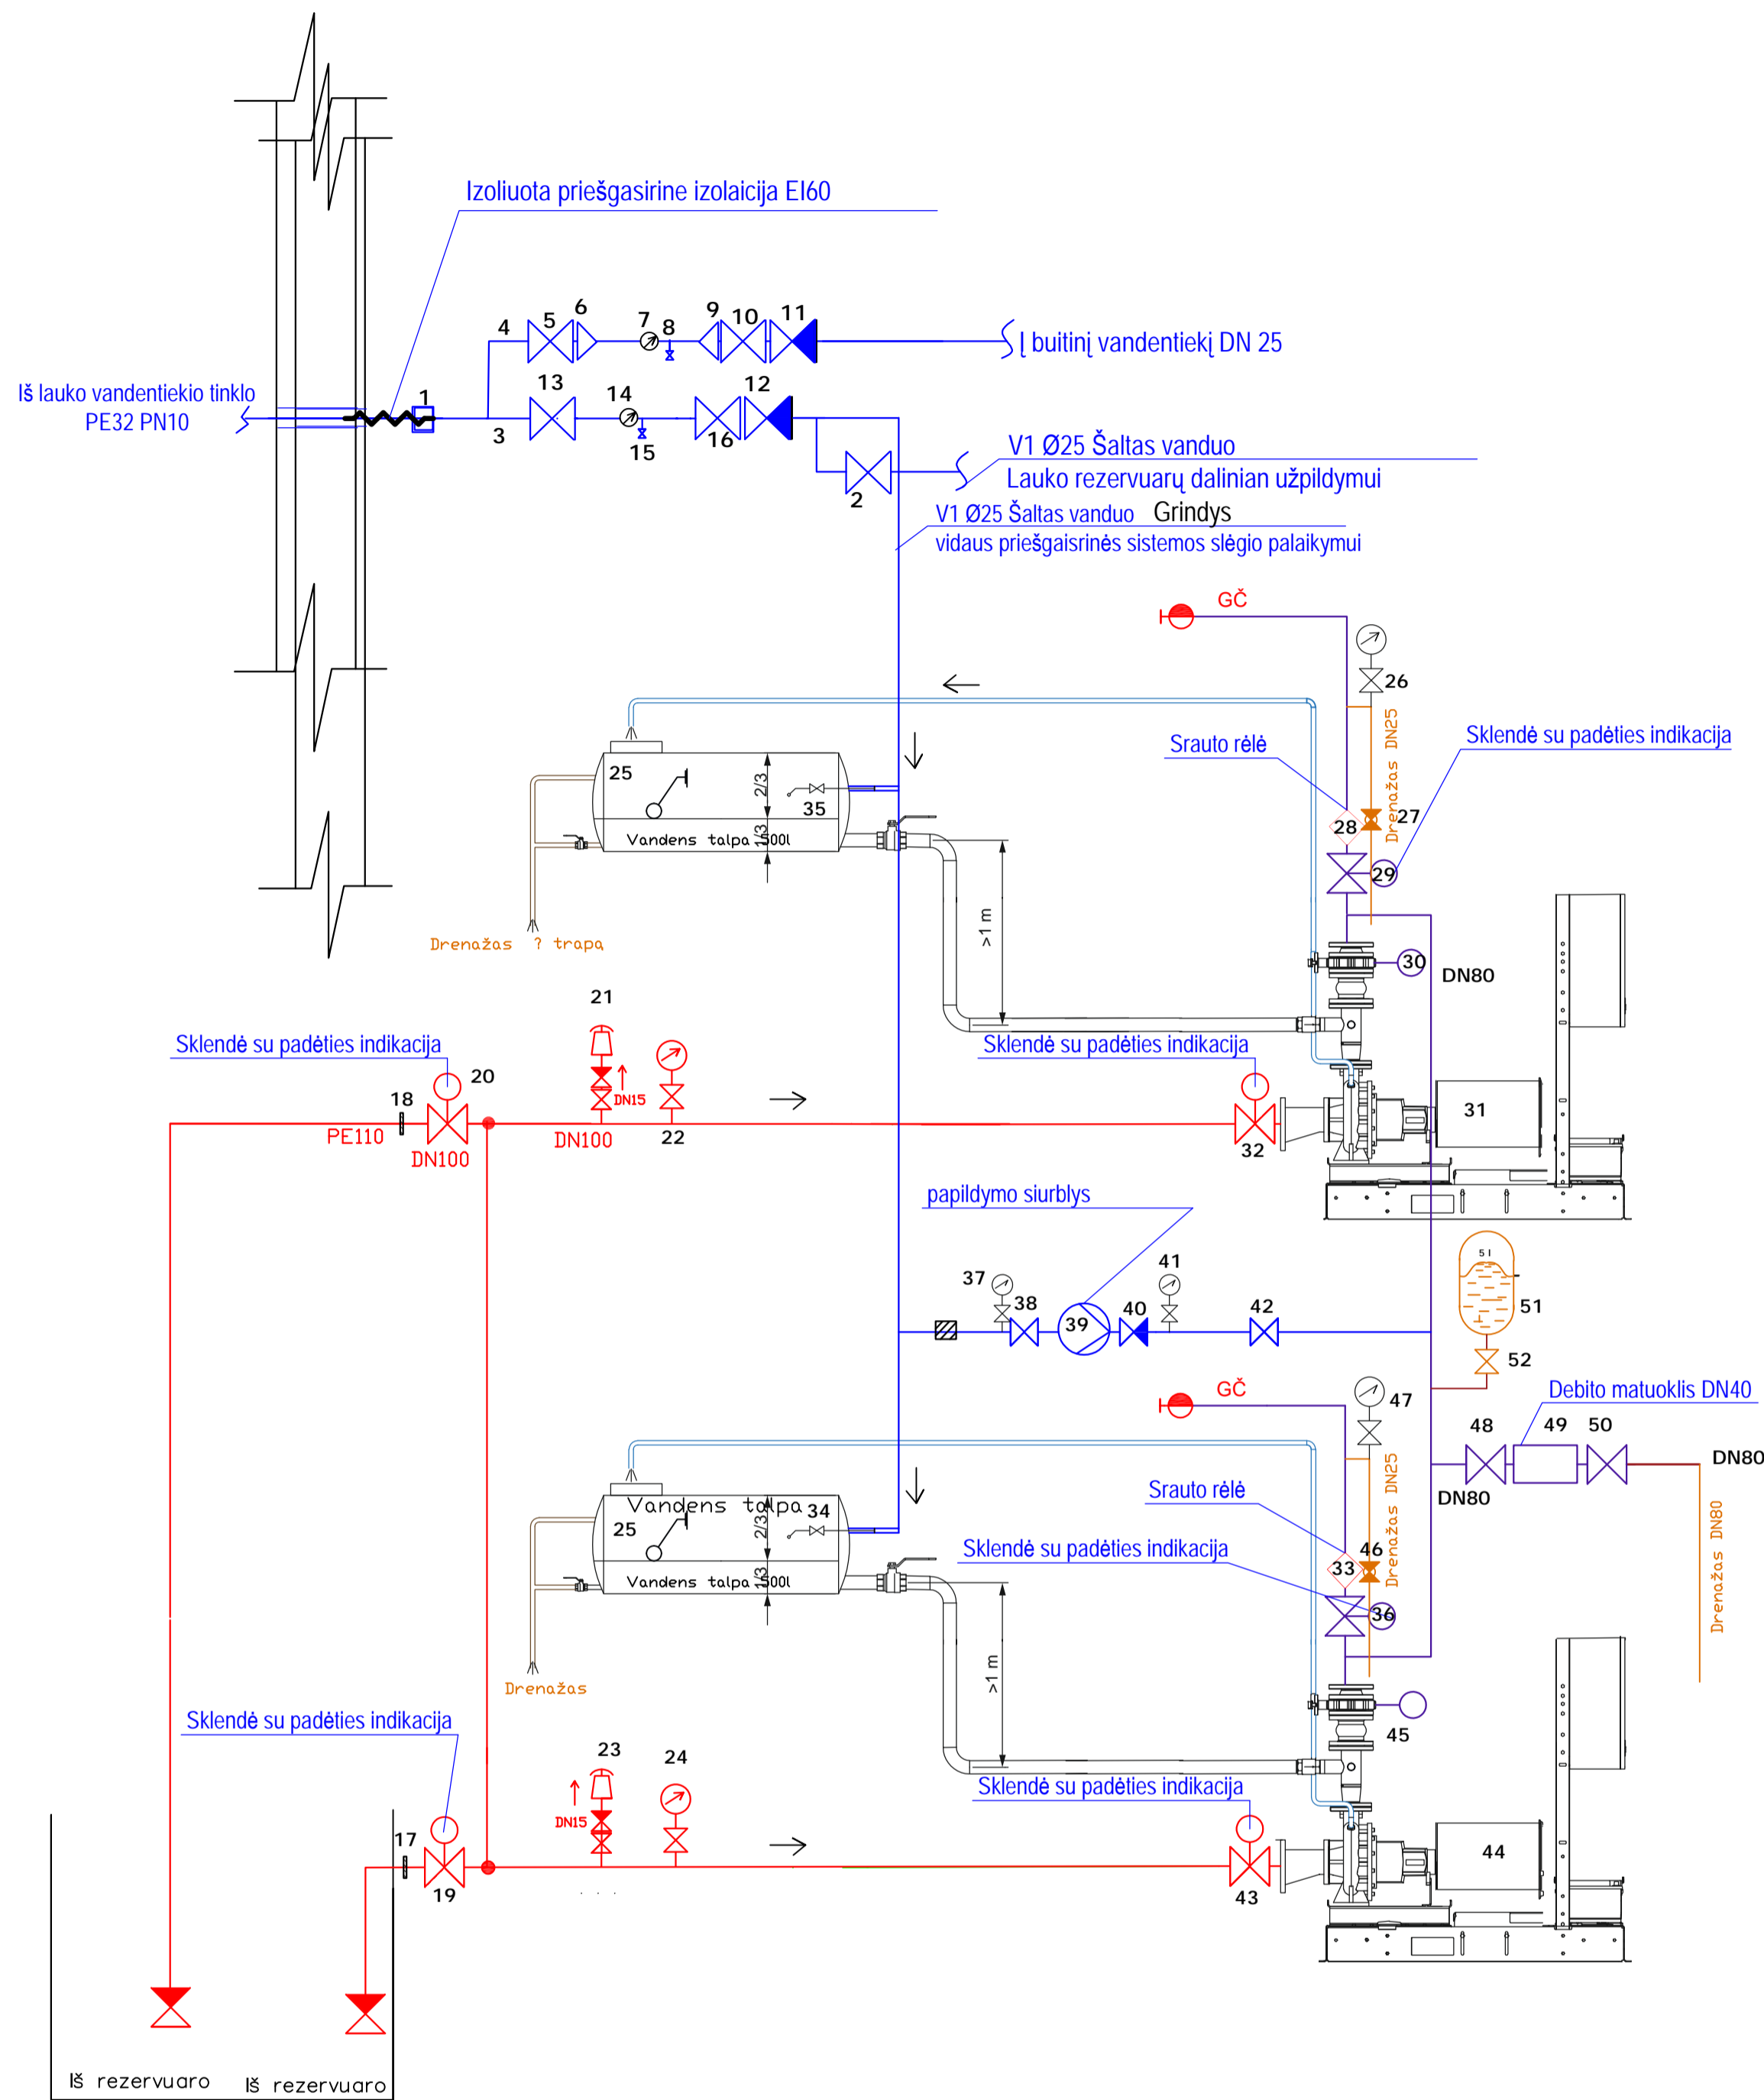 Izoliuota priešgasirine izolaicija EI60
6
4
5
7
8
9
10
11
Į buitinį vandentiekį DN 25
Iš lauko vandentiekio tinklo
PE32 PN10
1
13
14
12
3
15
16
V1 Ø25 Šaltas vanduo
Lauko rezervuarų dalinian užpildymui
2
V1 Ø25 Šaltas vanduo
Grindys
vidaus priešgaisrinės sistemos slėgio palaikymui
GČ
26
Drenažas DN25
Srauto rėlė
Sklendė su padėties indikacija
25
2/3
35
1/3
Vandens talpa 500l
27
28
29
>1 m
Drenažas ? trapa
30
DN80
21
Sklendė su padėties indikacija
20
Sklendė su padėties indikacija
18
DN15
31
PE110
DN100
DN100
22
32
papildymo siurblys
37
38
39
40
41
42
5 l
51
52
GČ
47
Debito matuoklis DN40
48
49
50
DN80
DN80
Drenažas DN25
Drenažas DN80
Srauto rėlė
Vandens talpa
34
25
2/3
1/3
Vandens talpa 500l
Sklendė su padėties indikacija
46
33
36
>1 m
Drenažas
Sklendė su padėties indikacija
45
23
24
Sklendė su padėties indikacija
DN15
17
19
43
44
Iš rezervuaro
Iš rezervuaro